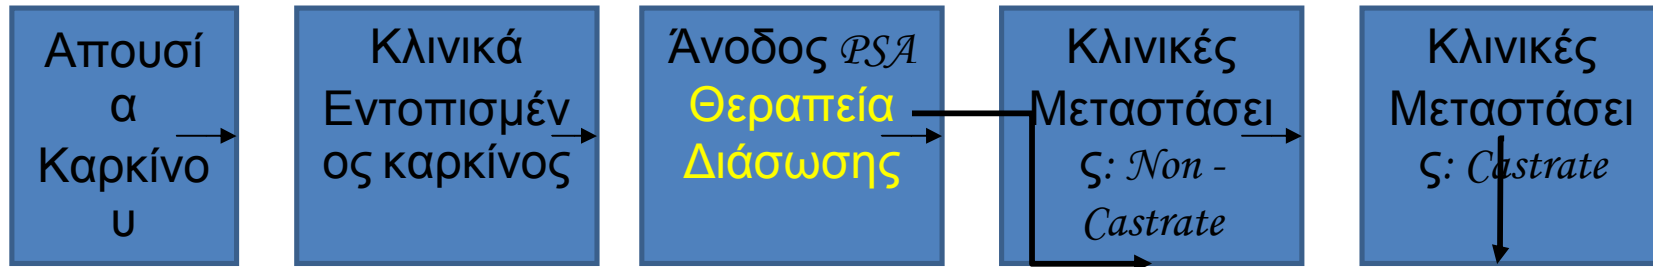 Απουσί
α
Καρκίνο
υ
Κλινικά
Εντοπισμέν
ος καρκίνος
Άνοδος PSA
Θεραπεία
Διάσωσης
Κλινικές
Μεταστάσει
ς: Non -
Castrate
Κλινικές
Μεταστάσει
ς: Castrate